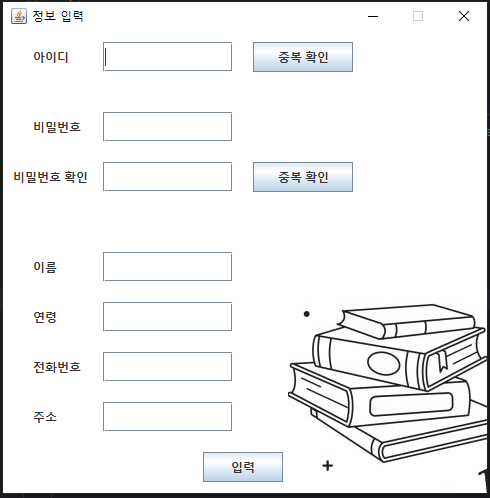 정보 입력
아이디 중복 확인
비밀번호
비밀번호 확인 중복 확인
이름
연령
전화번호
주소
입력